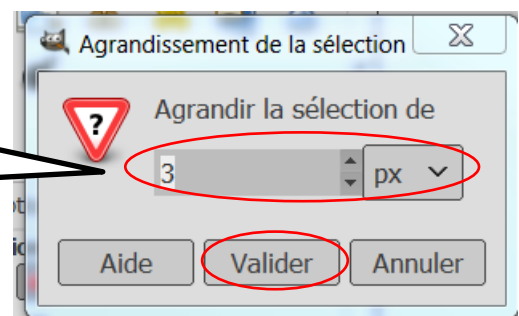 Agrandissement de la sélection
?
Agrandir la sélection de
3 px
Aide Valider Annuler